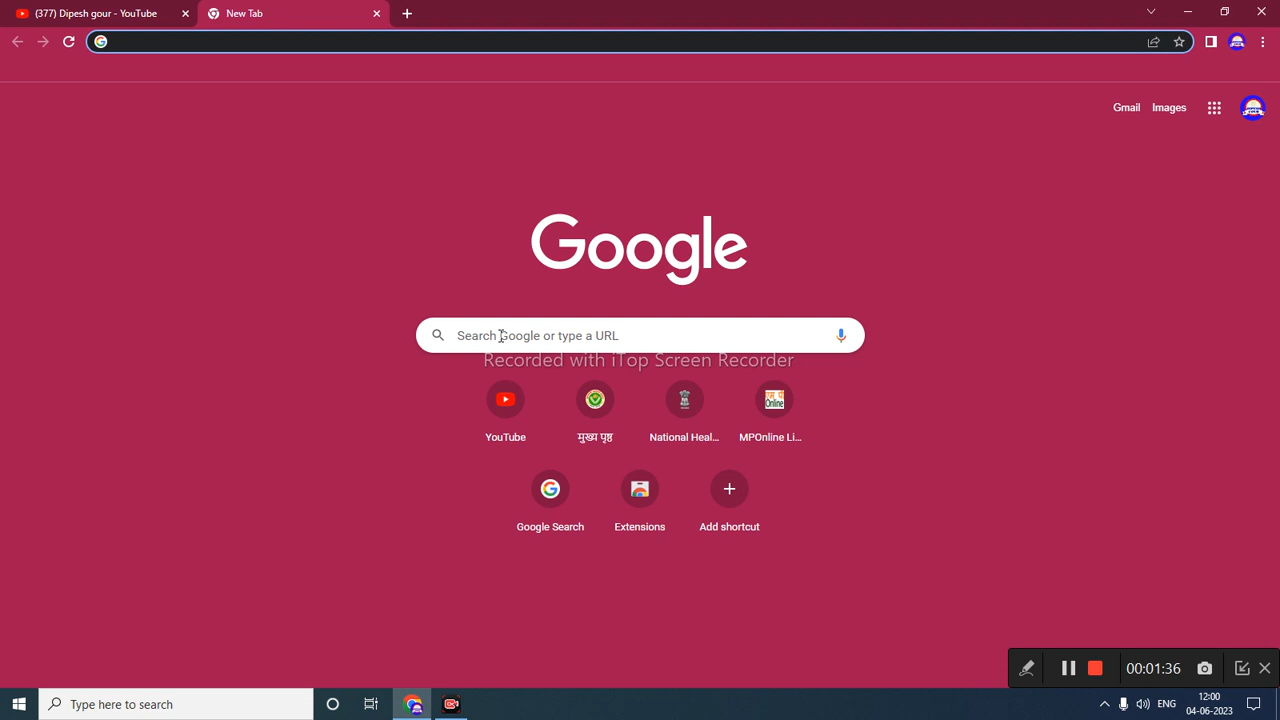 (377) Dipesh gour - YouTube
New Tab
Gmail Images
Google
Search Google or type a URL
Recorded with iTop Screen Recorder
YouTube
मुख्य पृष्ठ
National Heal...
MPOnline Li...
Google Search
Extensions
Add shortcut
00:01:36
Type here to search
ENG
12:00
04-06-2023